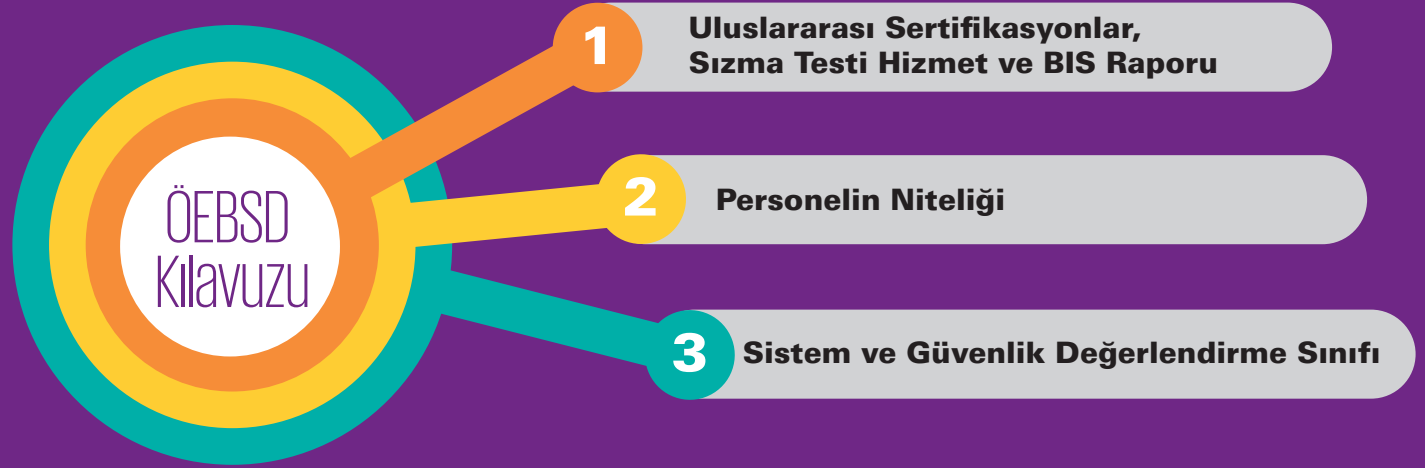 ÖEBSD
Kılavuzu
1
Uluslararası Sertifikasyonlar,
Sızma Testi Hizmet ve BIS Raporu
2
Personelin Niteliği
3
Sistem ve Güvenlik Değerlendirme Sınıfı